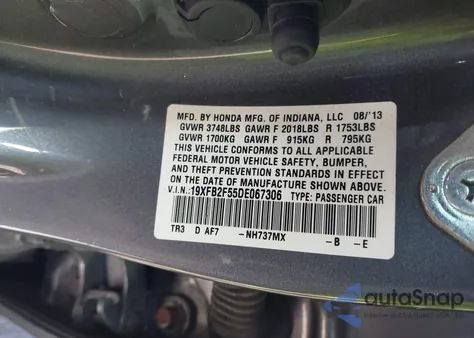 MFD. BY HONDA MFG. OF INDIANA, LLC 08/'13
GVWR 3748LBS GAWR F 2018LBS R 1753LBS
GVWR 1700KG GAWR F 915KG R 795KG
THIS VEHICLE CONFORMS TO ALL APPLICABLE
FEDERAL MOTOR VEHICLE SAFETY, BUMPER,
AND THEFT PREVENTION STANDARDS IN EFFECT
ON THE DATE OF MANUFACTURE SHOWN ABOVE.
V.I.N.: 19XFB2F55DE067306 TYPE: PASSENGER CAR
TR3 D AF7 -NH737MX -B -E
autoSnap